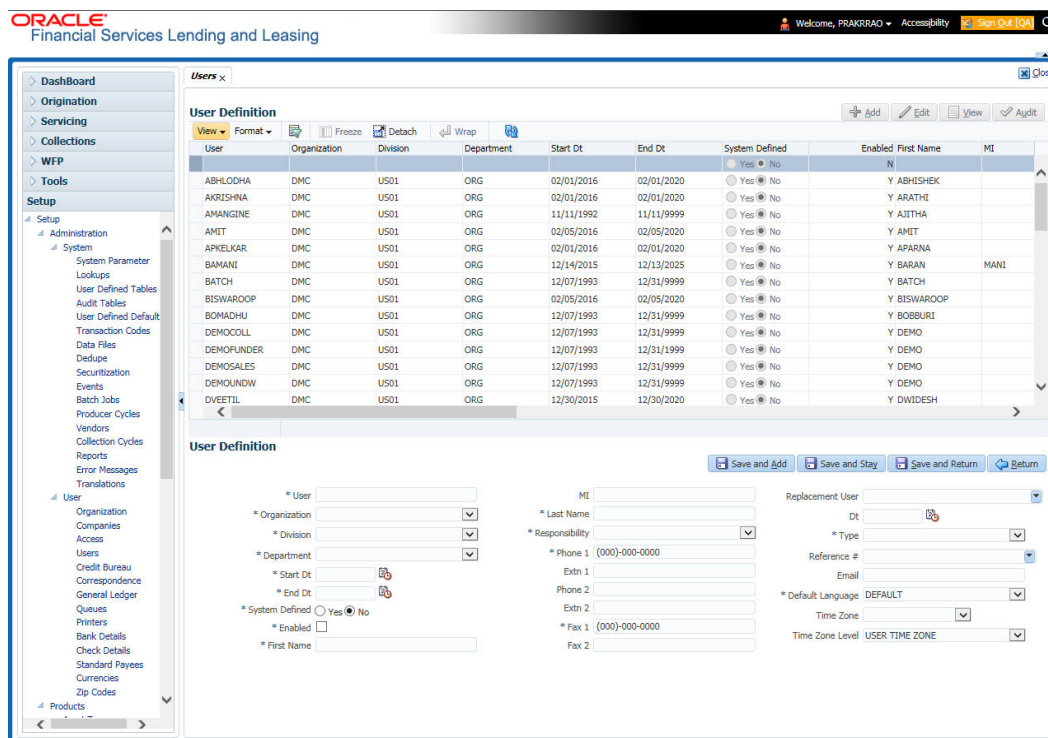 ORACLE
Financial Services Lending and Leasing
Welcome, PRAKRRAO Accessibility Sign Out [QA]
DashBoard
Origination
Servicing
Collections
WFP
Tools
Setup
Setup
Administration
System
System Parameter
Lookups
User Defined Tables
Audit Tables
User Defined Default
Transaction Codes
Data Files
Dedupe
Securitization
Events
Batch Jobs
Producer Cycles
Vendors
Collection Cycles
Reports
Error Messages
Translations
User
Organization
Companies
Access
Users
Credit Bureau
Correspondence
General Ledger
Queues
Printers
Bank Details
Check Details
Standard Payees
Currencies
Zip Codes
Products
Users
Clos
User Definition
Add Edit View Audit
View Format Freeze Detach Wrap
User Organization Division Department Start Dt End Dt System Defined Enabled First Name MI
Yes No N
ABHLODHA DMC US01 ORG 02/01/2016 02/01/2020 Yes No Y ABHISHEK
AKRISHNA DMC US01 ORG 02/01/2016 02/01/2020 Yes No Y ARATHI
AMANGINE DMC US01 ORG 11/11/1992 11/11/9999 Yes No Y AJITHA
AMIT DMC US01 ORG 02/05/2016 02/05/2020 Yes No Y AMIT
APKELKAR DMC US01 ORG 02/01/2016 02/01/2020 Yes No Y APARNA
BAMANI DMC US01 ORG 12/14/2015 12/13/2025 Yes No Y BARAN MANI
BATCH DMC US01 ORG 12/07/1993 12/31/9999 Yes No Y BATCH
BISWAROOP DMC US01 ORG 02/05/2016 02/05/2020 Yes No Y BISWAROOP
BOMADHU DMC US01 ORG 12/07/1993 12/31/9999 Yes No Y BOBBURI
DEMOCOLL DMC US01 ORG 12/07/1993 12/31/9999 Yes No Y DEMO
DEMOFUNDER DMC US01 ORG 12/07/1993 12/31/1999 Yes No Y DEMO
DEMOSALES DMC US01 ORG 12/07/1993 12/31/9999 Yes No Y DEMO
DEMOUNDW DMC US01 ORG 12/07/1993 12/31/9999 Yes No Y DEMO
DVEETIL DMC US01 ORG 12/30/2015 12/30/2020 Yes No Y DWIDESH
User Definition
Save and Add Save and Stay Save and Return Return
* User
* Organization
* Division
* Department
* Start Dt
* End Dt
* System Defined Yes No
* Enabled
* First Name
MI
* Last Name
* Responsibility
* Phone 1 (000)-000-0000
Extn 1
Phone 2
Extn 2
* Fax 1 (000)-000-0000
Fax 2
Replacement User
Dt
* Type
Reference #
Email
* Default Language DEFAULT
Time Zone
Time Zone Level USER TIME ZONE